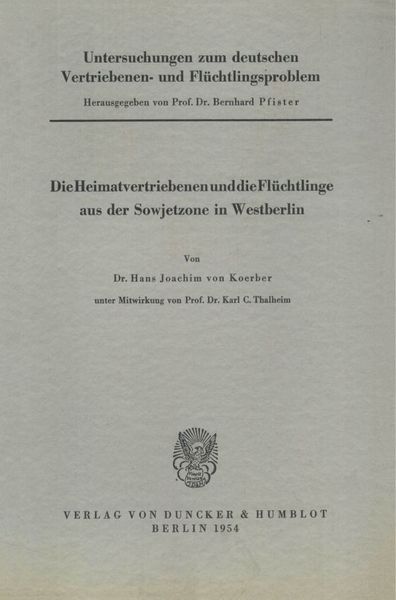 Untersuchungen zum deutschen
Vertriebenen- und Flüchtlingsproblem
Herausgegeben von Prof. Dr. Bernhard Pfister
Die Heimatvertriebenen und die Flüchtlinge
aus der Sowjetzone in Westberlin
Von
Dr. Hans Joachim von Koerber
unter Mitwirkung von Prof. Dr. Karl C. Thalheim
VERLAG VON DUNCKER & HUMBLOT
BERLIN 1954